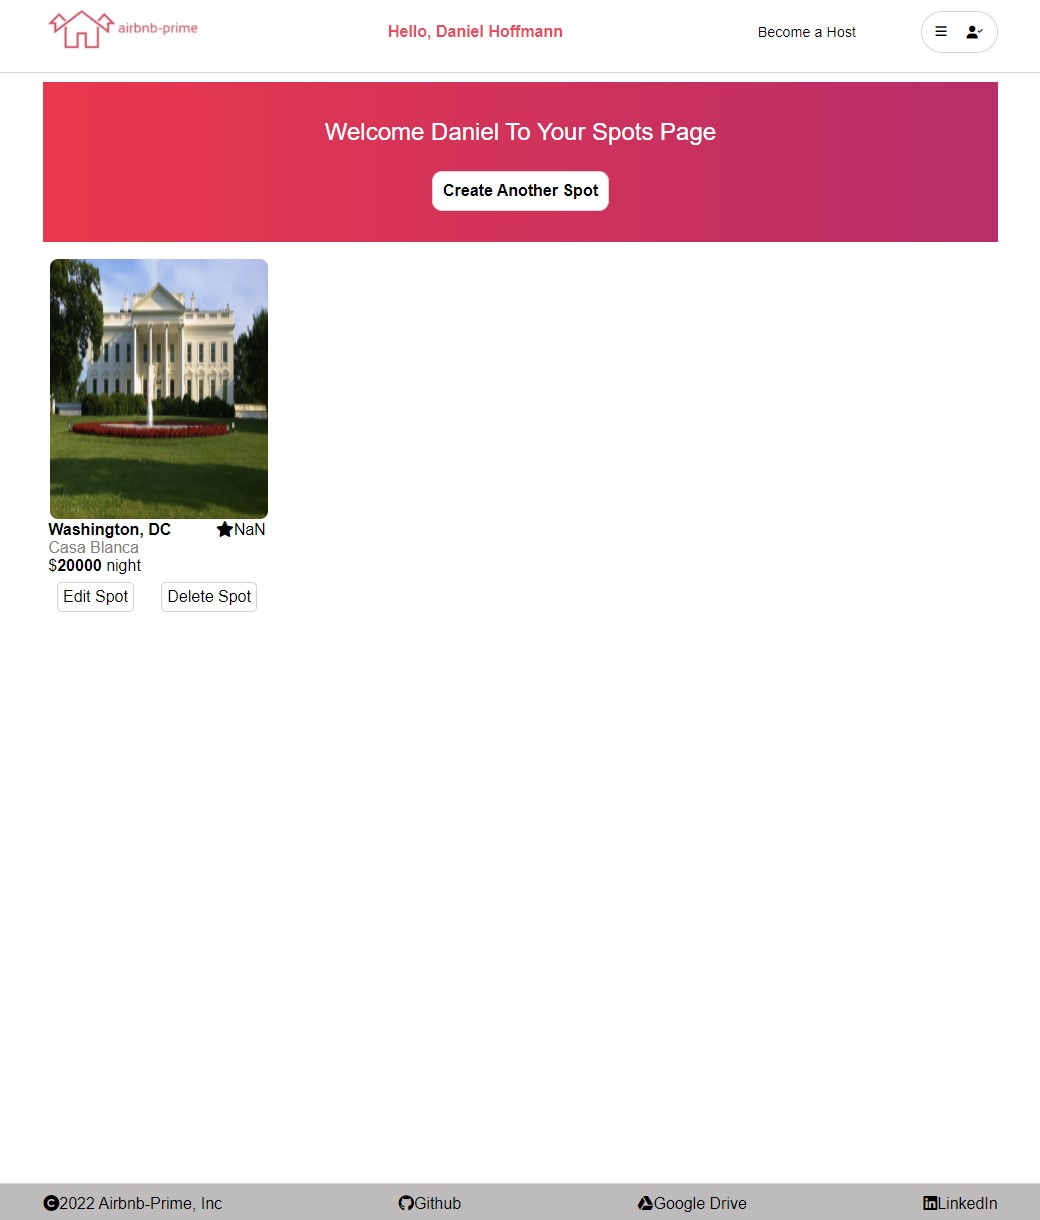 airbnb-prime
Hello, Daniel Hoffmann
Become a Host
Welcome Daniel To Your Spots Page
Create Another Spot
Washington, DC NaN
Casa Blanca
$20000 night
Edit Spot Delete Spot
2022 Airbnb-Prime, Inc Github Google Drive LinkedIn